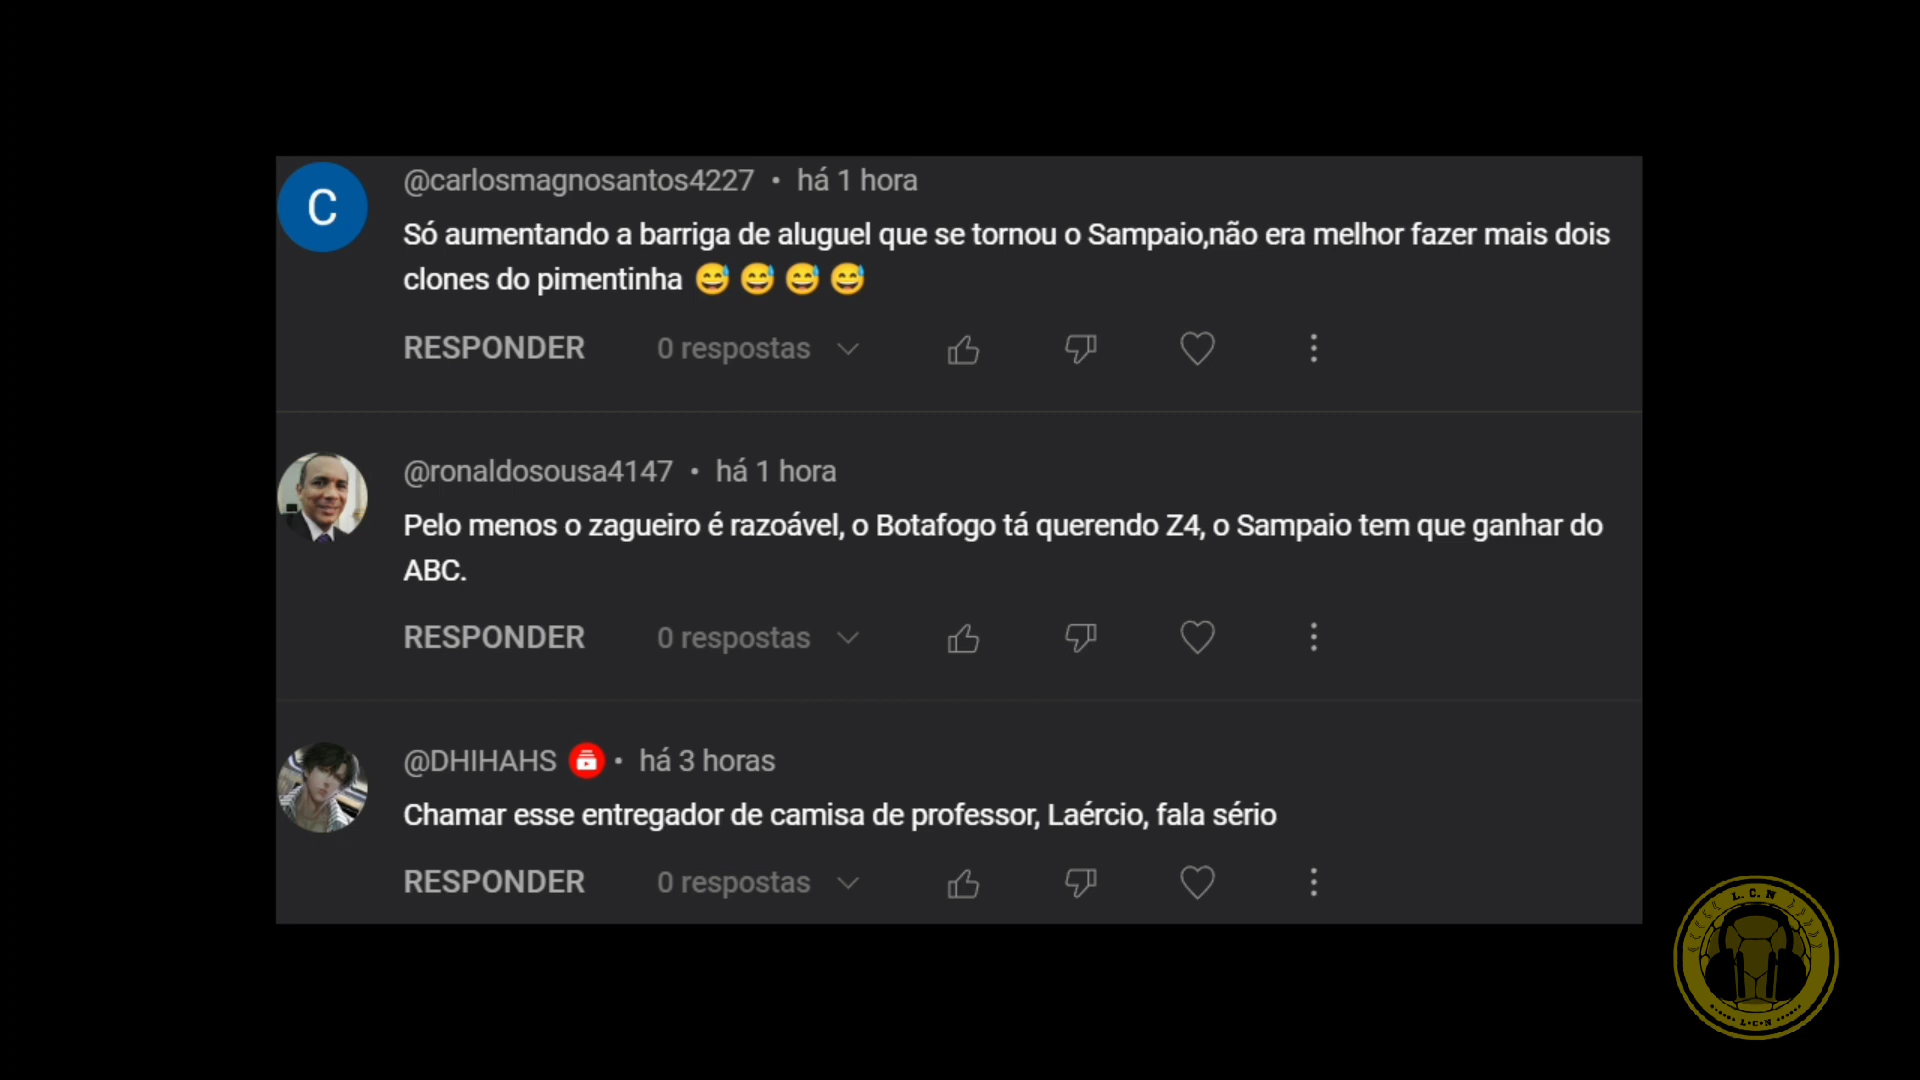 C
@carlosmagnosantos4227 • há 1 hora
Só aumentando a barriga de aluguel que se tornou o Sampaio,não era melhor fazer mais dois
clones do pimentinha 😅 😅 😅 😅
RESPONDER 0 respostas
@ronaldosousa4147 • há 1 hora
Pelo menos o zagueiro é razoável, o Botafogo tá querendo Z4, o Sampaio tem que ganhar do
ABC.
RESPONDER 0 respostas
@DHIHAHS • há 3 horas
Chamar esse entregador de camisa de professor, Laércio, fala sério
RESPONDER 0 respostas
L. C. N
L•C•N